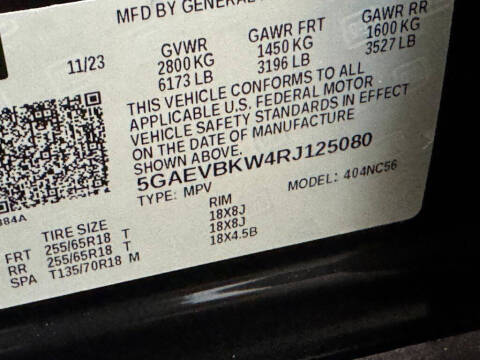 MFD BY GENERAL
11/23 GVWR GAWR FRT GAWR RR
2800 KG 1450 KG 1600 KG
6173 LB 3196 LB 3527 LB
THIS VEHICLE CONFORMS TO ALL
APPLICABLE U.S. FEDERAL MOTOR
VEHICLE SAFETY STANDARDS IN EFFECT
ON THE DATE OF MANUFACTURE
SHOWN ABOVE.
5GAEVBKW4RJ125080
TYPE: MPV MODEL: 404NC56
384A
TIRE SIZE RIM
FRT 255/65R18 T 18X8J
RR 255/65R18 T 18X8J
SPA T135/70R18 M 18X4.5B